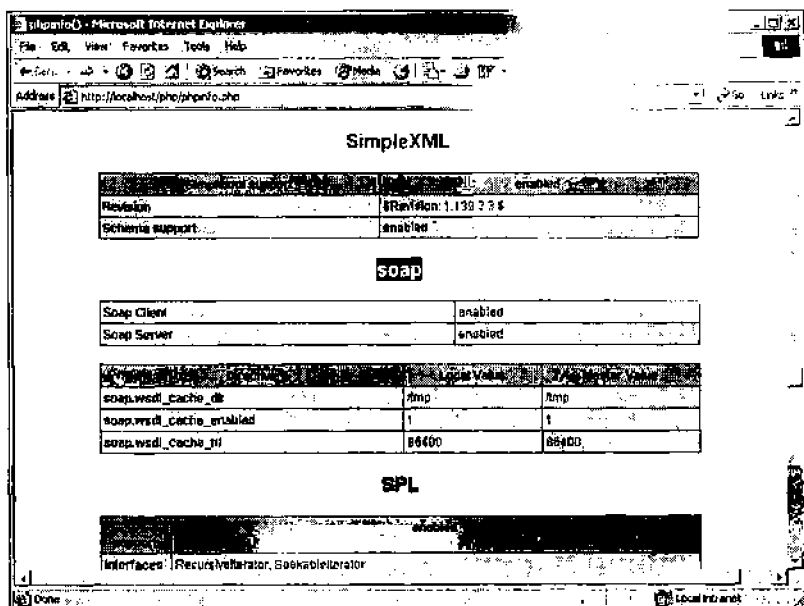 phpinfo() - Microsoft Internet Explorer
File Edit View Favorites Tools Help
Search Favorites Media
Address http://localhost/php/phpinfo.php Go Links »
SimpleXML
enabled
Revision $Revision: 1.139.2.3 $
Schema support enabled
soap
Soap Client enabled
Soap Server enabled
Local Value Master Value
soap.wsdl_cache_dir /tmp /tmp
soap.wsdl_cache_enabled 1 1
soap.wsdl_cache_ttl 86400 86400
SPL
enabled
Interfaces RecursiveIterator, SeekableIterator
Done Local intranet